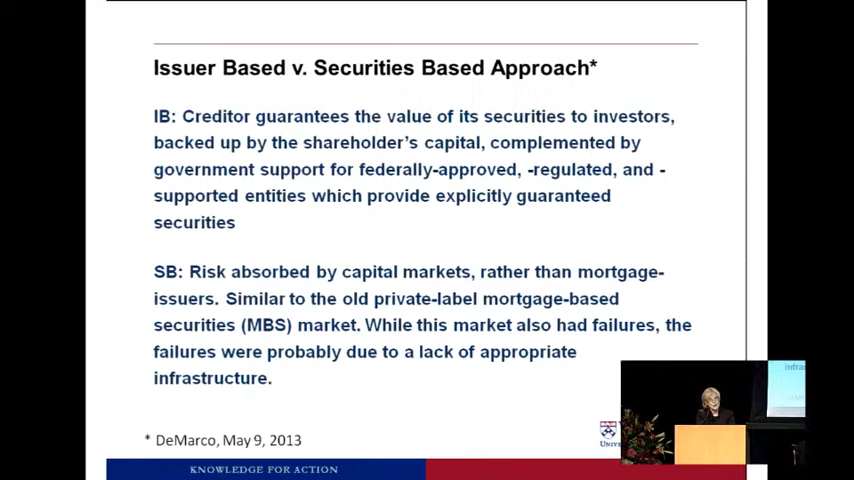 Issuer Based v. Securities Based Approach*
IB: Creditor guarantees the value of its securities to investors,
backed up by the shareholder's capital, complemented by
government support for federally-approved, -regulated, and -
supported entities which provide explicitly guaranteed
securities
SB: Risk absorbed by capital markets, rather than mortgage-
issuers. Similar to the old private-label mortgage-based
securities (MBS) market. While this market also had failures, the
failures were probably due to a lack of appropriate
infrastructure.
* DeMarco, May 9, 2013
KNOWLEDGE FOR ACTION